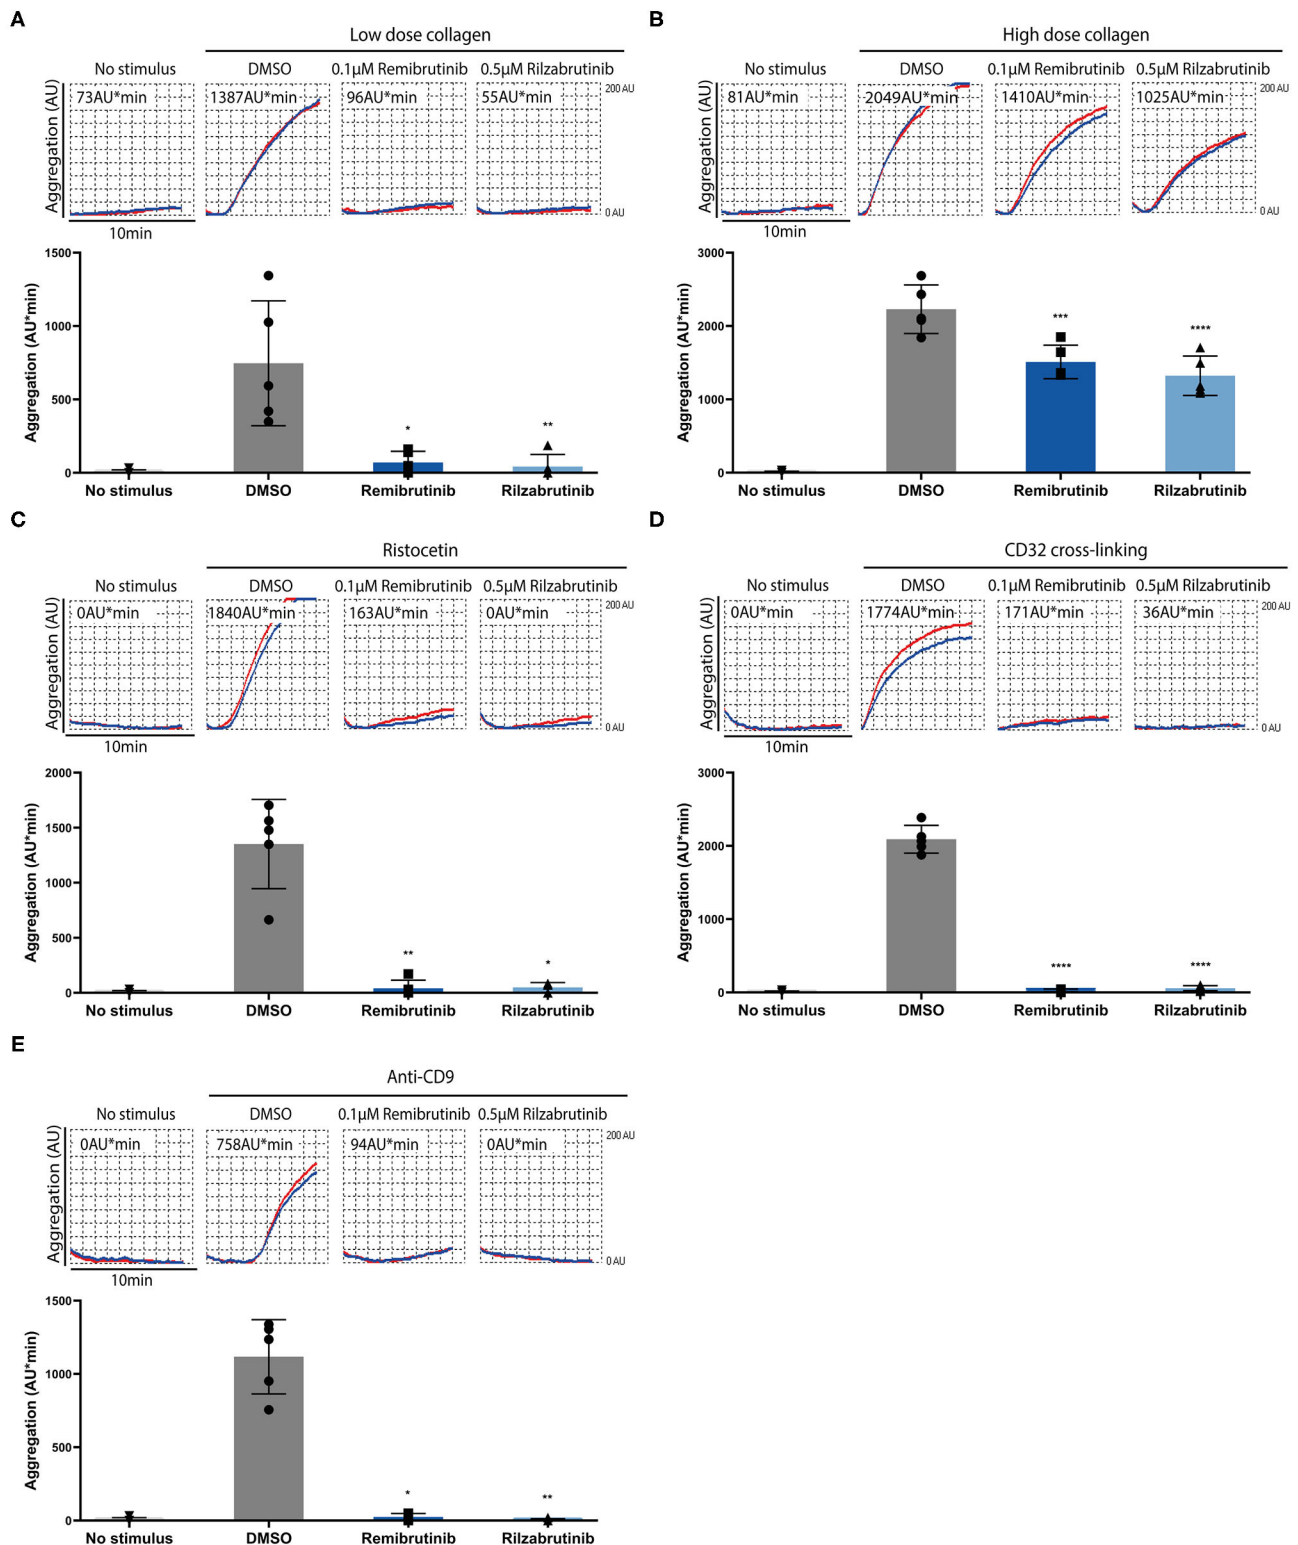 A
Low dose collagen
No stimulus DMSO 0.1µM Remibrutinib 0.5µM Rilzabrutinib
Aggregation (AU)
73AU*min 1387AU*min 96AU*min 55AU*min
200 AU
0 AU
10min
Aggregation (AU*min)
1500
1000
500
0
* **
No stimulus DMSO Remibrutinib Rilzabrutinib
B
High dose collagen
No stimulus DMSO 0.1µM Remibrutinib 0.5µM Rilzabrutinib
Aggregation (AU)
81AU*min 2049AU*min 1410AU*min 1025AU*min
200 AU
0 AU
10min
Aggregation (AU*min)
3000
2000
1000
0
*** ****
No stimulus DMSO Remibrutinib Rilzabrutinib
C
Ristocetin
No stimulus DMSO 0.1µM Remibrutinib 0.5µM Rilzabrutinib
Aggregation (AU)
0AU*min 1840AU*min 163AU*min 0AU*min
200 AU
0 AU
10min
Aggregation (AU*min)
2000
1500
1000
500
0
** *
No stimulus DMSO Remibrutinib Rilzabrutinib
D
CD32 cross-linking
No stimulus DMSO 0.1µM Remibrutinib 0.5µM Rilzabrutinib
Aggregation (AU)
0AU*min 1774AU*min 171AU*min 36AU*min
200 AU
0 AU
10min
Aggregation (AU*min)
3000
2000
1000
0
**** ****
No stimulus DMSO Remibrutinib Rilzabrutinib
E
Anti-CD9
No stimulus DMSO 0.1µM Remibrutinib 0.5µM Rilzabrutinib
Aggregation (AU)
0AU*min 758AU*min 94AU*min 0AU*min
200 AU
0 AU
10min
Aggregation (AU*min)
1500
1000
500
0
* **
No stimulus DMSO Remibrutinib Rilzabrutinib